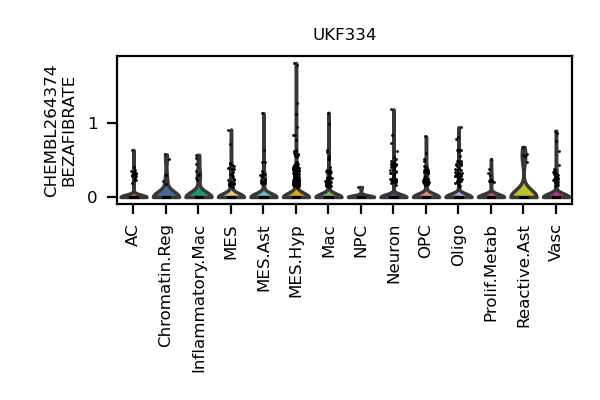 UKF334
CHEMBL264374
BEZAFIBRATE
1
0
AC
Chromatin.Reg
Inflammatory.Mac
MES
MES.Ast
MES.Hyp
Mac
NPC
Neuron
OPC
Oligo
Prolif.Metab
Reactive.Ast
Vasc